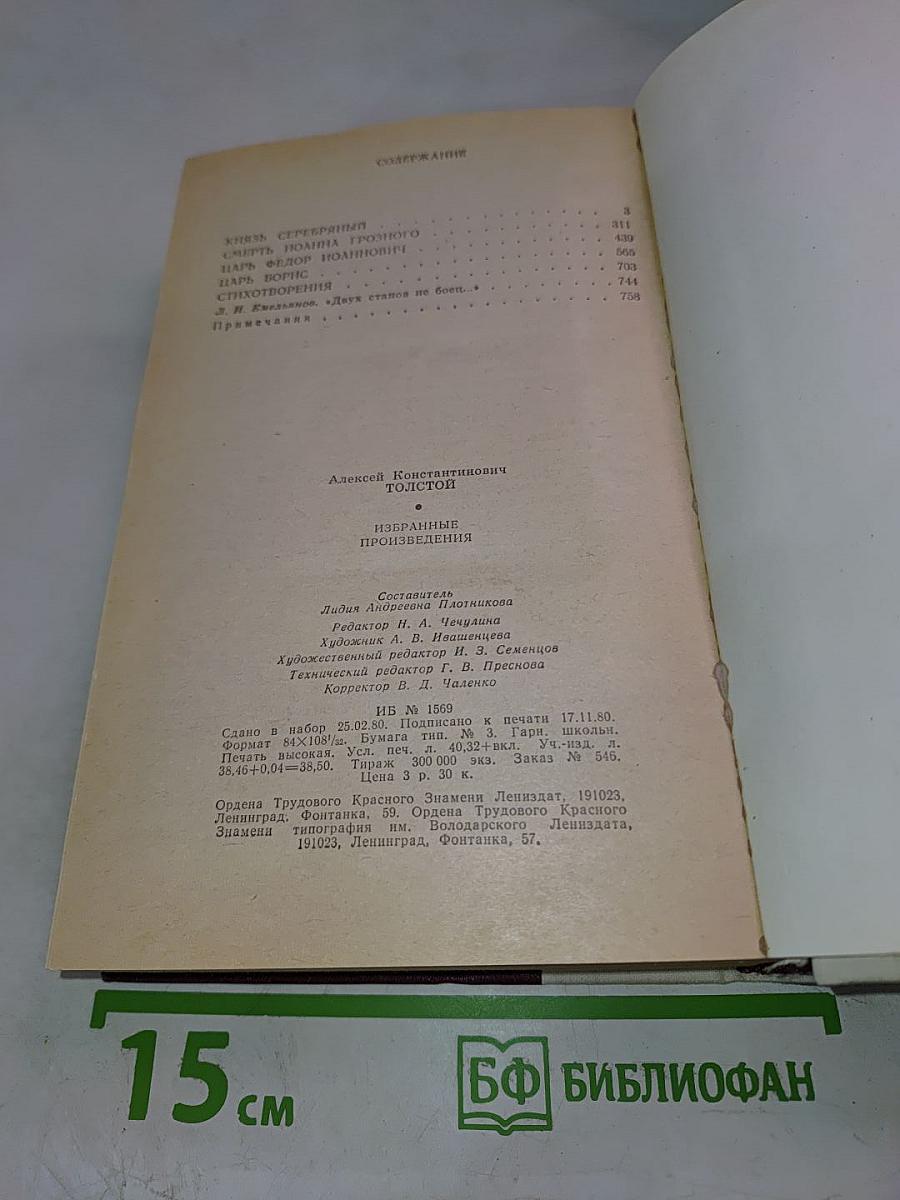 СОДЕРЖАНИЕ
КНЯЗЬ СЕРЕБРЯНЫЙ . . . . . . . . . . . . 3
СМЕРТЬ ИОАННА ГРОЗНОГО . . . . . . . . . 311
ЦАРЬ ФЕДОР ИОАННОВИЧ . . . . . . . . . . 439
ЦАРЬ БОРИС . . . . . . . . . . . . . . . 565
СТИХОТВОРЕНИЯ . . . . . . . . . . . . . 703
Л. И. Емельянов. «Двух станов не боец...» . . . . . . . 744
Примечания . . . . . . . . . . . . . . . 758
Алексей Константинович
ТОЛСТОЙ
•
ИЗБРАННЫЕ
ПРОИЗВЕДЕНИЯ
Составитель
Лидия Андреевна Плотникова
Редактор Н. А. Чечулина
Художник А. В. Ивашенцева
Художественный редактор И. З. Семенцов
Технический редактор Г. В. Преснова
Корректор В. Д. Чаленко
ИБ № 1569
Сдано в набор 25.02.80. Подписано к печати 17.11.80.
Формат 84×108¹/₃₂. Бумага тип. № 3. Гарн. школьн.
Печать высокая. Усл. печ. л. 40,32+вкл. Уч.-изд. л.
38,46+0,04=38,50. Тираж 300 000 экз. Заказ № 546.
Цена 3 р. 30 к.
Ордена Трудового Красного Знамени Лениздат, 191023,
Ленинград, Фонтанка, 59. Ордена Трудового Красного
Знамени типография им. Володарского Лениздата,
191023, Ленинград, Фонтанка, 57.
15 см
БФ БИБЛИОФАН